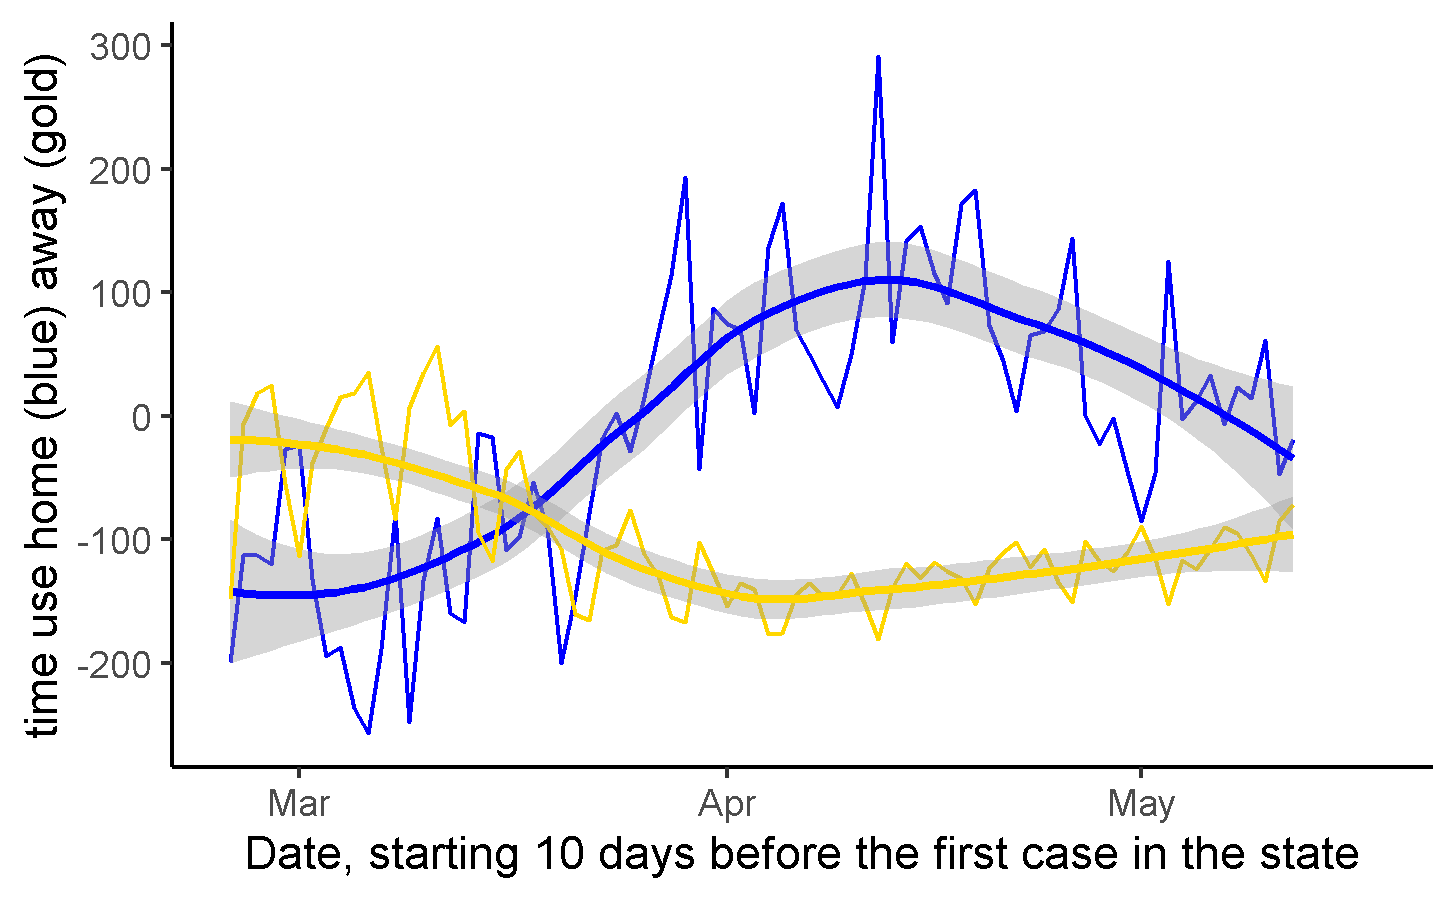 time use home (blue) away (gold)
300
200
100
0
-100
-200
Mar Apr May
Date, starting 10 days before the first case in the state